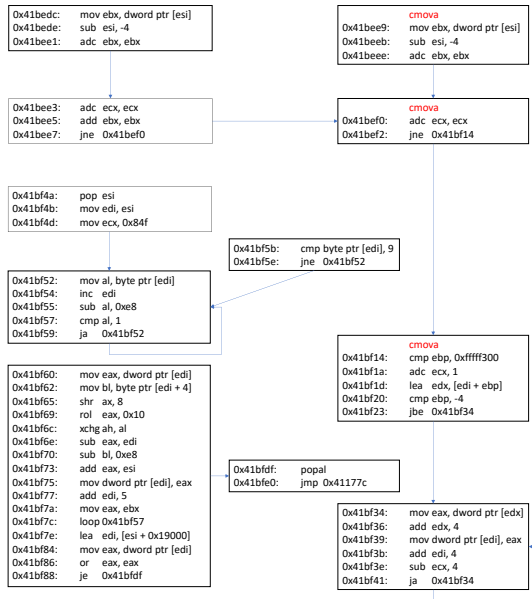 0x41bedc: mov ebx, dword ptr [esi]
0x41bede: sub esi, -4
0x41bee1: adc ebx, ebx
cmova
0x41bee9: mov ebx, dword ptr [esi]
0x41beeb: sub esi, -4
0x41beee: adc ebx, ebx
0x41bee3: adc ecx, ecx
0x41bee5: add ebx, ebx
0x41bee7: jne 0x41bef0
cmova
0x41bef0: adc ecx, ecx
0x41bef2: jne 0x41bf14
0x41bf4a: pop esi
0x41bf4b: mov edi, esi
0x41bf4d: mov ecx, 0x84f
0x41bf5b: cmp byte ptr [edi], 9
0x41bf5e: jne 0x41bf52
0x41bf52: mov al, byte ptr [edi]
0x41bf54: inc edi
0x41bf55: sub al, 0xe8
0x41bf57: cmp al, 1
0x41bf59: ja 0x41bf52
cmova
0x41bf14: cmp ebp, 0xfffff300
0x41bf1a: adc ecx, 1
0x41bf1d: lea edx, [edi + ebp]
0x41bf20: cmp ebp, -4
0x41bf23: jbe 0x41bf34
0x41bf60: mov eax, dword ptr [edi]
0x41bf62: mov bl, byte ptr [edi + 4]
0x41bf65: shr ax, 8
0x41bf69: rol eax, 0x10
0x41bf6c: xchg ah, al
0x41bf6e: sub eax, edi
0x41bf70: sub bl, 0xe8
0x41bf73: add eax, esi
0x41bf75: mov dword ptr [edi], eax
0x41bf77: add edi, 5
0x41bf7a: mov eax, ebx
0x41bf7c: loop 0x41bf57
0x41bf7e: lea edi, [esi + 0x19000]
0x41bf84: mov eax, dword ptr [edi]
0x41bf86: or eax, eax
0x41bf88: je 0x41bfdf
0x41bfdf: popal
0x41bfe0: jmp 0x41177c
0x41bf34: mov eax, dword ptr [edx]
0x41bf36: add edx, 4
0x41bf39: mov dword ptr [edi], eax
0x41bf3b: add edi, 4
0x41bf3e: sub ecx, 4
0x41bf41: ja 0x41bf34